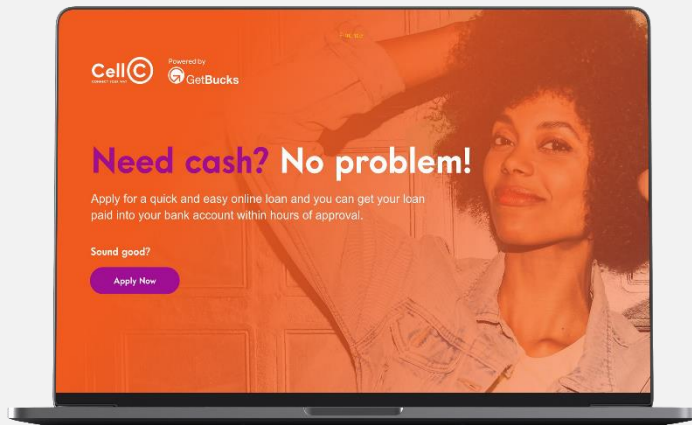 Cell C
Powered by
GetBucks
Need cash? No problem!
Apply for a quick and easy online loan and you can get your loan
paid into your bank account within hours of approval.
Sound good?
Apply Now